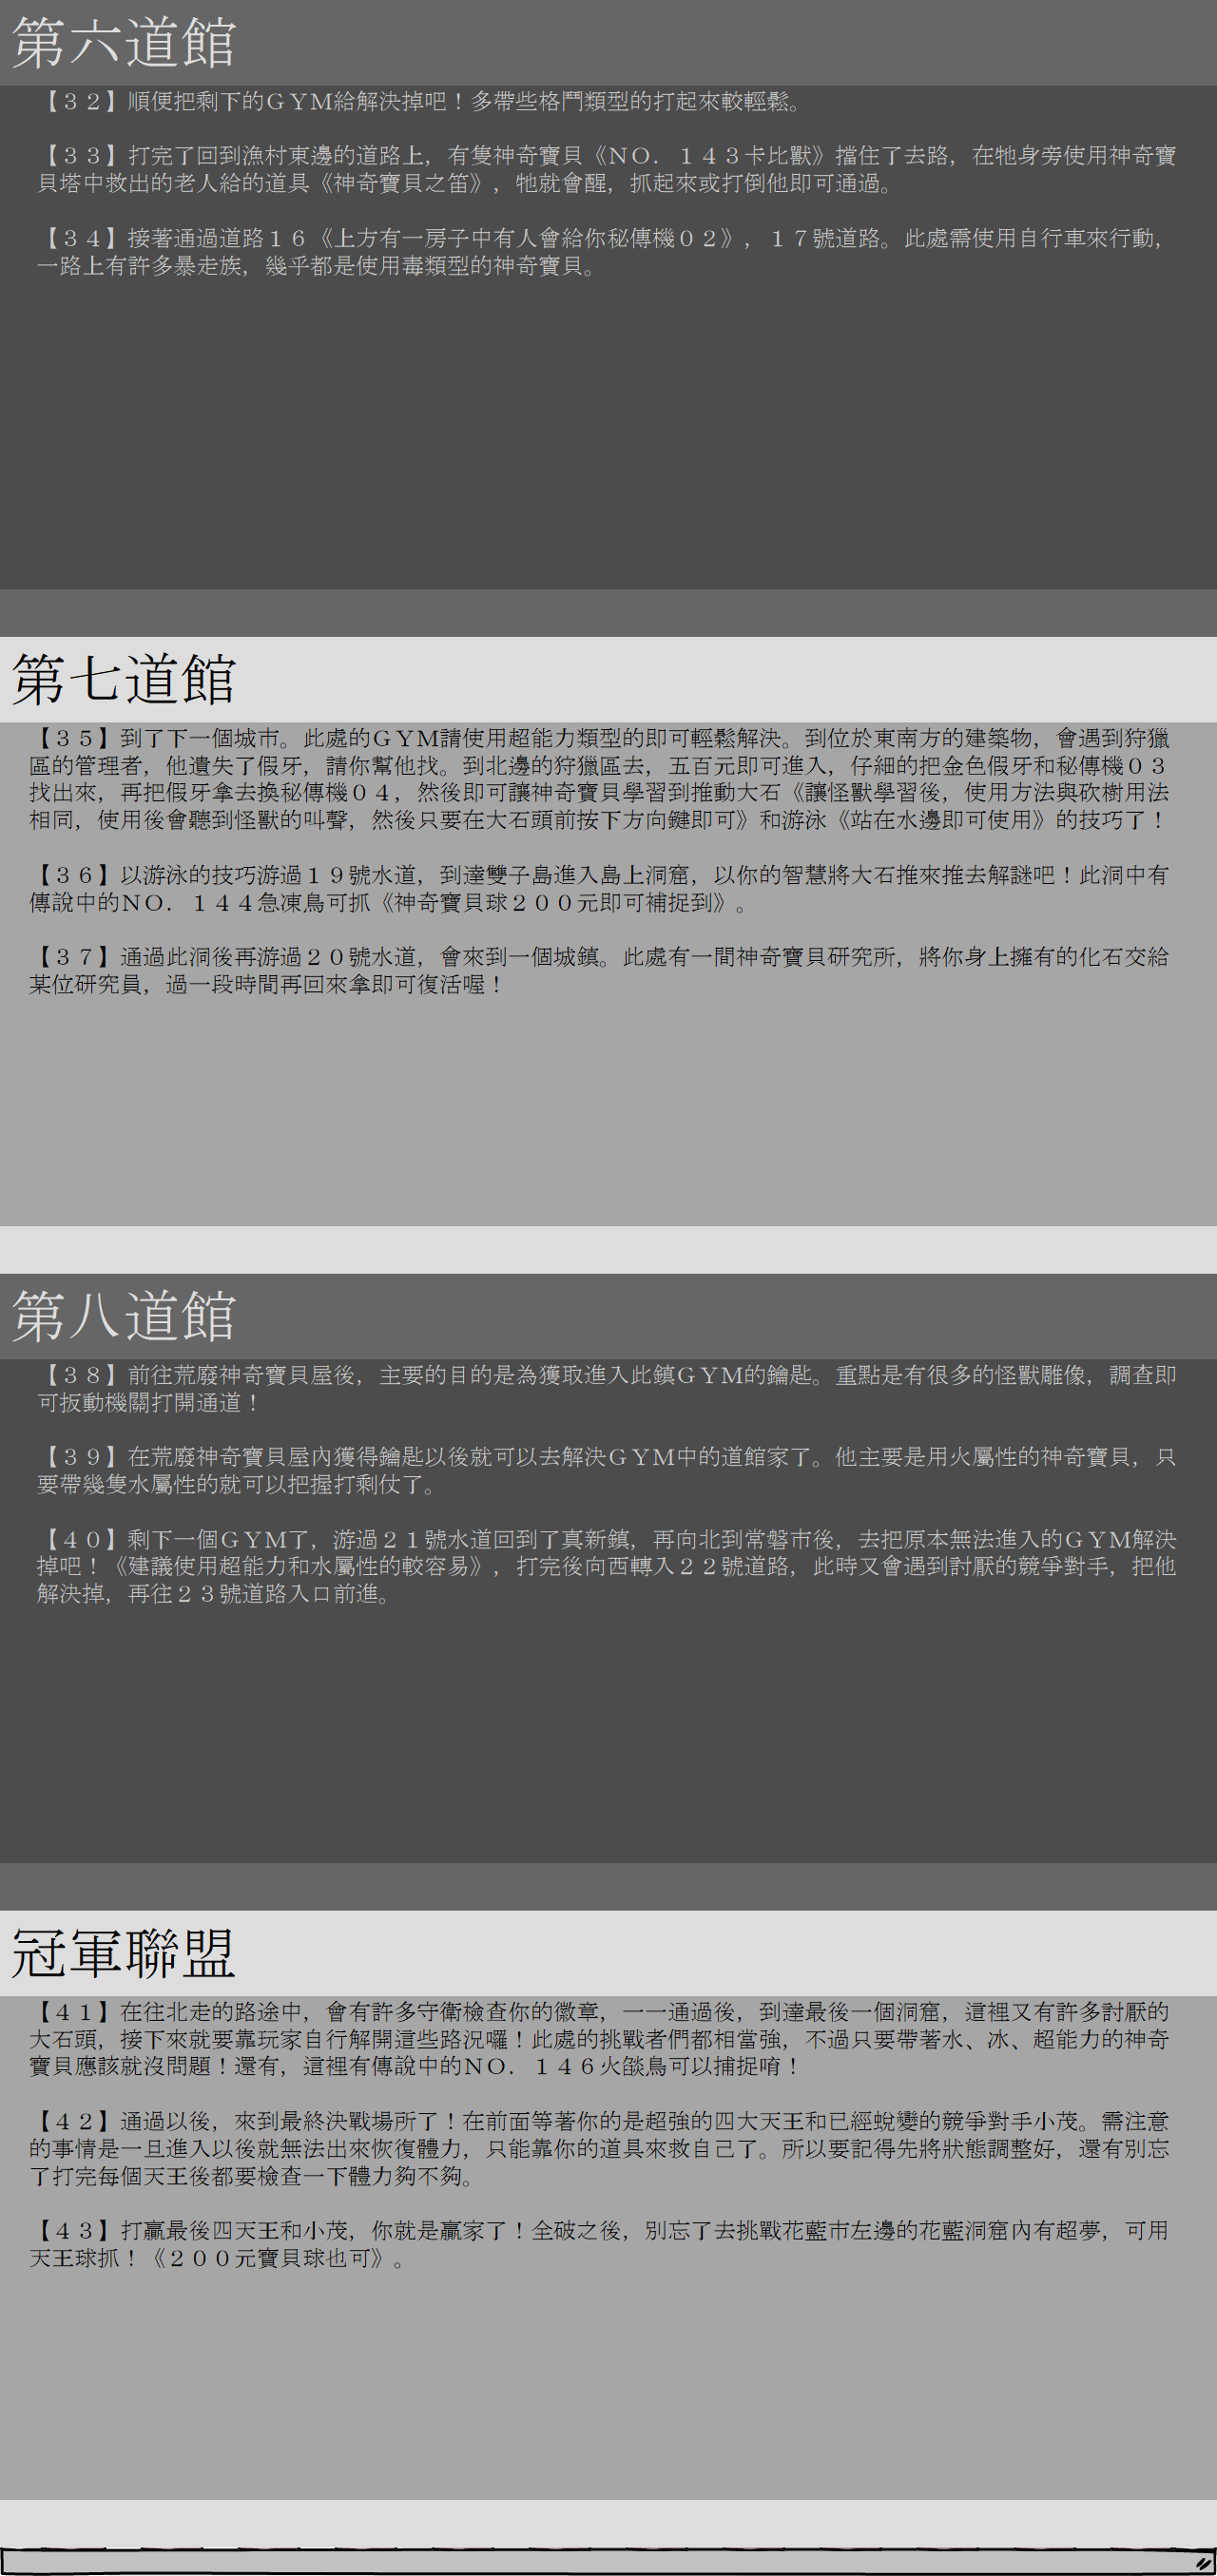 第六道館
【３２】順便把剩下的ＧＹＭ給解決掉吧！多帶些格鬥類型的打起來較輕鬆。
【３３】打完了回到漁村東邊的道路上，有隻神奇寶貝《ＮＯ．１４３卡比獸》擋住了去路，在牠身旁使用神奇寶
貝塔中救出的老人給的道具《神奇寶貝之笛》，牠就會醒，抓起來或打倒他即可通過。
【３４】接著通過道路１６《上方有一房子中有人會給你秘傳機０２》，１７號道路。此處需使用自行車來行動，
一路上有許多暴走族，幾乎都是使用毒類型的神奇寶貝。
第七道館
【３５】到了下一個城市。此處的ＧＹＭ請使用超能力類型的即可輕鬆解決。到位於東南方的建築物，會遇到狩獵
區的管理者，他遺失了假牙，請你幫他找。到北邊的狩獵區去，五百元即可進入，仔細的把金色假牙和秘傳機０３
找出來，再把假牙拿去換秘傳機０４，然後即可讓神奇寶貝學習到推動大石《讓怪獸學習後，使用方法與砍樹用法
相同，使用後會聽到怪獸的叫聲，然後只要在大石頭前按下方向鍵即可》和游泳《站在水邊即可使用》的技巧了！
【３６】以游泳的技巧游過１９號水道，到達雙子島進入島上洞窟，以你的智慧將大石推來推去解謎吧！此洞中有
傳說中的ＮＯ．１４４急凍鳥可抓《神奇寶貝球２００元即可補捉到》。
【３７】通過此洞後再游過２０號水道，會來到一個城鎮。此處有一間神奇寶貝研究所，將你身上擁有的化石交給
某位研究員，過一段時間再回來拿即可復活喔！
第八道館
【３８】前往荒廢神奇寶貝屋後，主要的目的是為獲取進入此鎮ＧＹＭ的鑰匙。重點是有很多的怪獸雕像，調查即
可扳動機關打開通道！
【３９】在荒廢神奇寶貝屋內獲得鑰匙以後就可以去解決ＧＹＭ中的道館家了。他主要是用火屬性的神奇寶貝，只
要帶幾隻水屬性的就可以把握打剩仗了。
【４０】剩下一個ＧＹＭ了，游過２１號水道回到了真新鎮，再向北到常磐市後，去把原本無法進入的ＧＹＭ解決
掉吧！《建議使用超能力和水屬性的較容易》，打完後向西轉入２２號道路，此時又會遇到討厭的競爭對手，把他
解決掉，再往２３號道路入口前進。
冠軍聯盟
【４１】在往北走的路途中，會有許多守衛檢查你的徽章，一一通過後，到達最後一個洞窟，這裡又有許多討厭的
大石頭，接下來就要靠玩家自行解開這些路況囉！此處的挑戰者們都相當強，不過只要帶著水、冰、超能力的神奇
寶貝應該就沒問題！還有，這裡有傳說中的ＮＯ．１４６火燄鳥可以捕捉唷！
【４２】通過以後，來到最終決戰場所了！在前面等著你的是超強的四大天王和已經蛻變的競爭對手小茂。需注意
的事情是一旦進入以後就無法出來恢復體力，只能靠你的道具來救自己了。所以要記得先將狀態調整好，還有別忘
了打完每個天王後都要檢查一下體力夠不夠。
【４３】打贏最後四天王和小茂，你就是贏家了！全破之後，別忘了去挑戰花藍市左邊的花藍洞窟內有超夢，可用
天王球抓！《２００元寶貝球也可》。